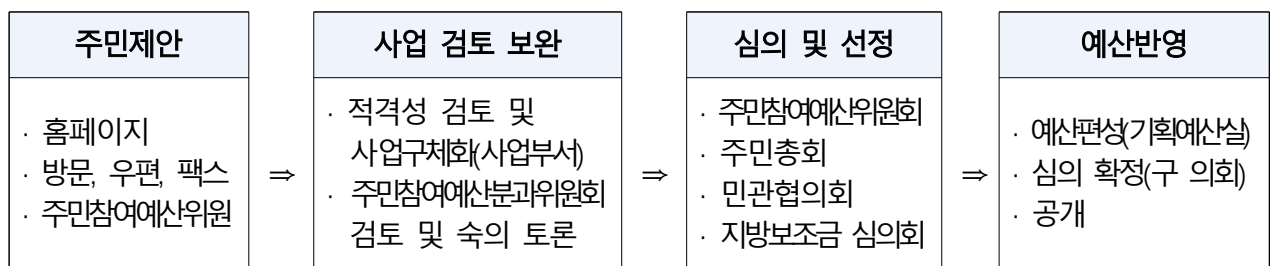 주민제안
· 홈페이지
· 방문, 우편, 팩스
· 주민참여예산위원
⇒
사업 검토 보완
· 적격성 검토 및
사업구체화(사업부서)
· 주민참여예산분과위원회
검토 및 숙의 토론
⇒
심의 및 선정
· 주민참여예산위원회
· 주민총회
· 민관협의회
· 지방보조금 심의회
⇒
예산반영
· 예산편성(기획예산실)
· 심의 확정(구 의회)
· 공개